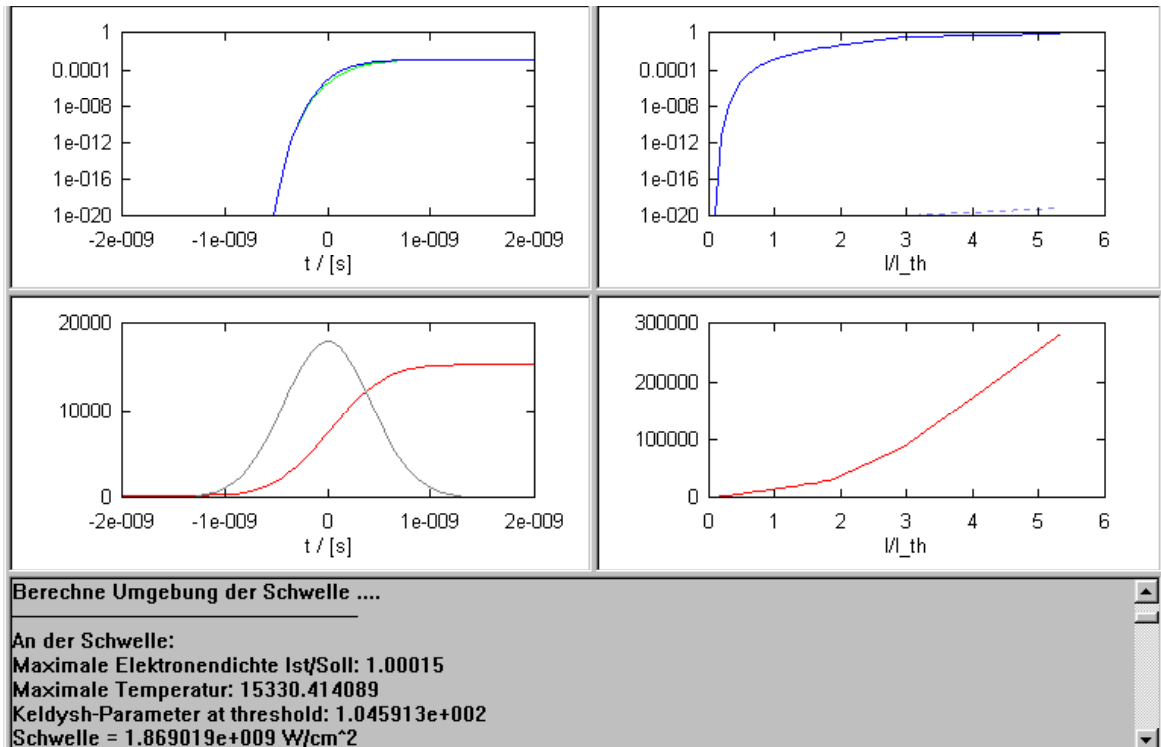 1
0.0001
1e-008
1e-012
1e-016
1e-020
-2e-009 -1e-009 0 1e-009 2e-009
t / [s]
1
0.0001
1e-008
1e-012
1e-016
1e-020
0 1 2 3 4 5 6
I/I_th
20000
10000
0
-2e-009 -1e-009 0 1e-009 2e-009
t / [s]
300000
200000
100000
0
0 1 2 3 4 5 6
I/I_th
Berechne Umgebung der Schwelle ....
An der Schwelle:
Maximale Elektronendichte Ist/Soll: 1.00015
Maximale Temperatur: 15330.414089
Keldysh-Parameter at threshold: 1.045913e+002
Schwelle = 1.869019e+009 W/cm^2